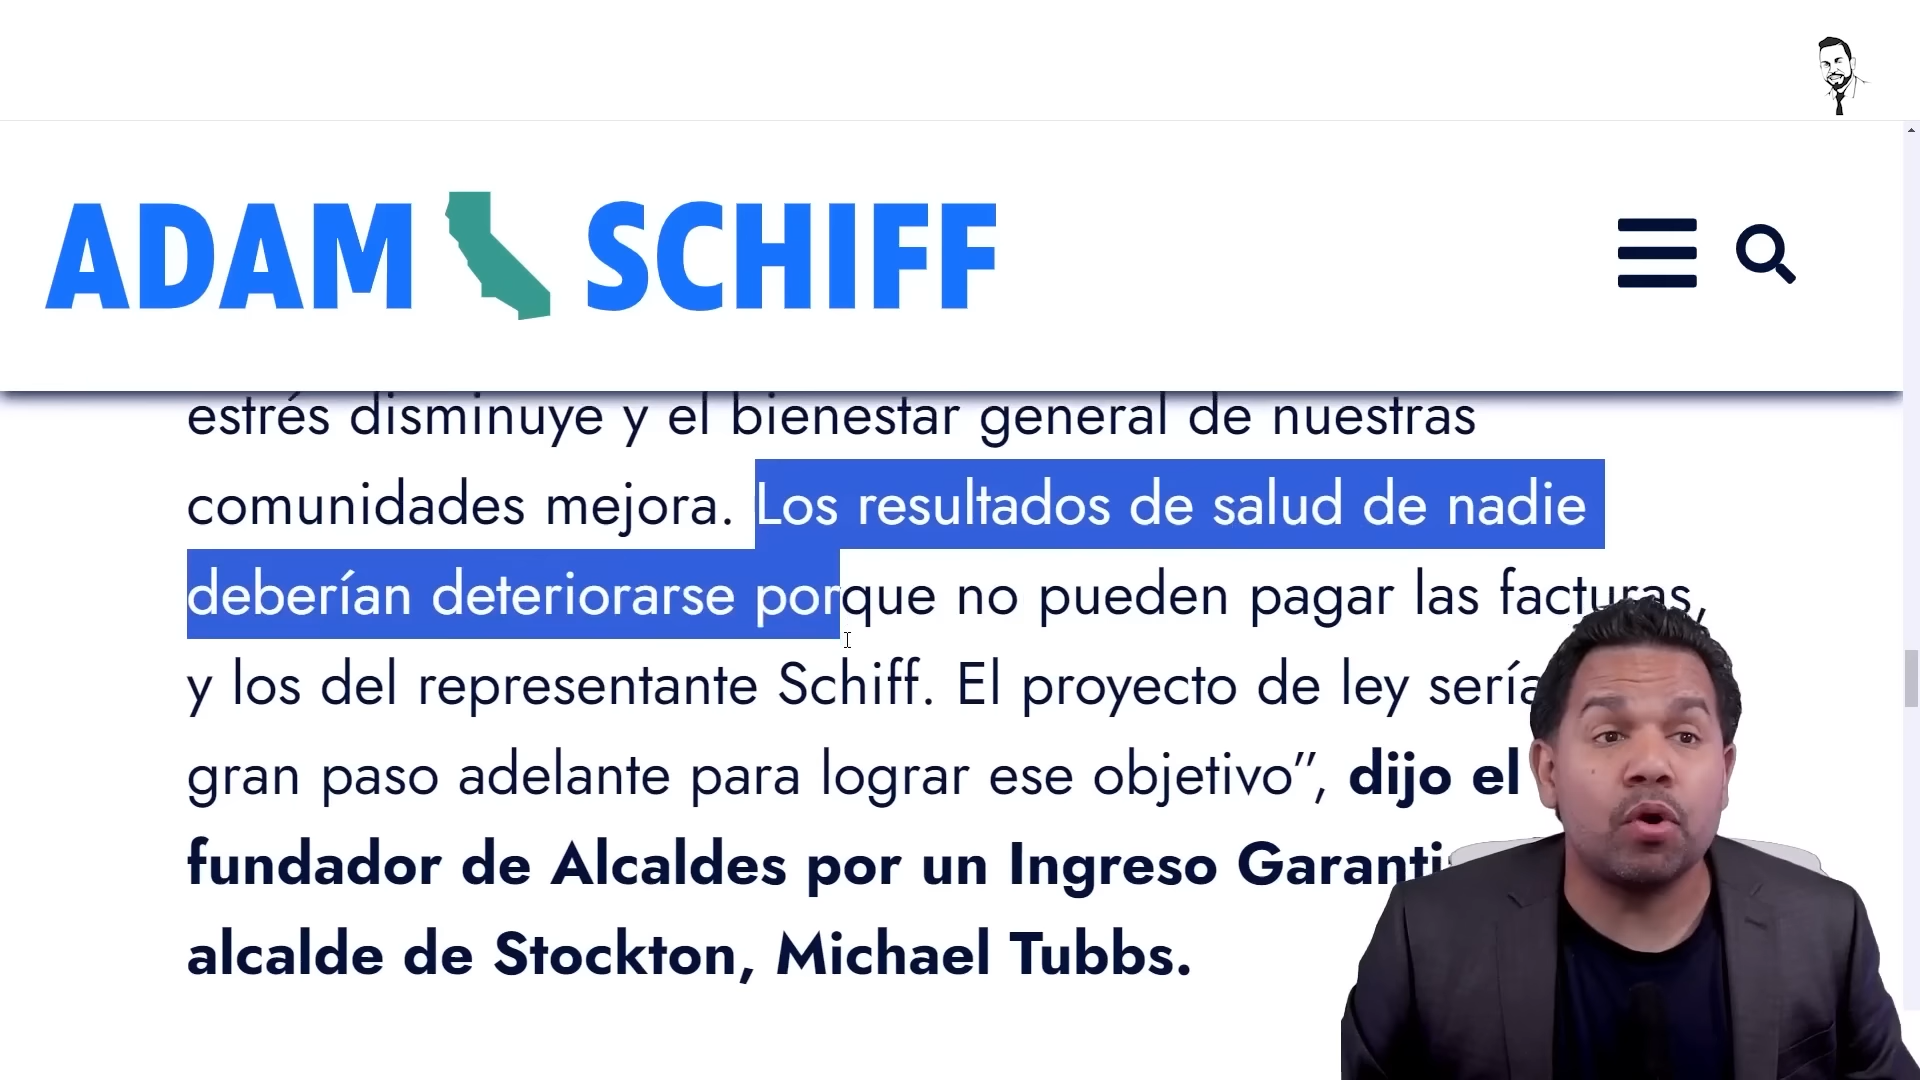 ADAM SCHIFF
estrés disminuye y el bienestar general de nuestras
comunidades mejora. Los resultados de salud de nadie
deberían deteriorarse porque no pueden pagar las facturas,
y los del representante Schiff. El proyecto de ley sería
gran paso adelante para lograr ese objetivo”, dijo el
fundador de Alcaldes por un Ingreso
alcalde de Stockton, Michael Tubbs.